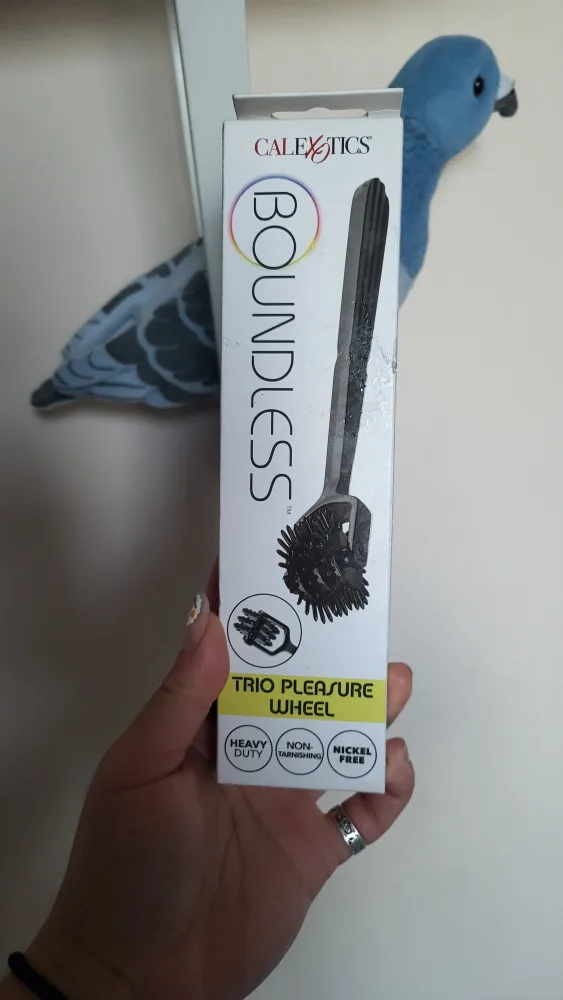 CALEXOTICS®
BOUNDLESS™
TRIO PLEASURE
WHEEL
HEAVY
DUTY
NON-
TARNISHING
NICKEL
FREE